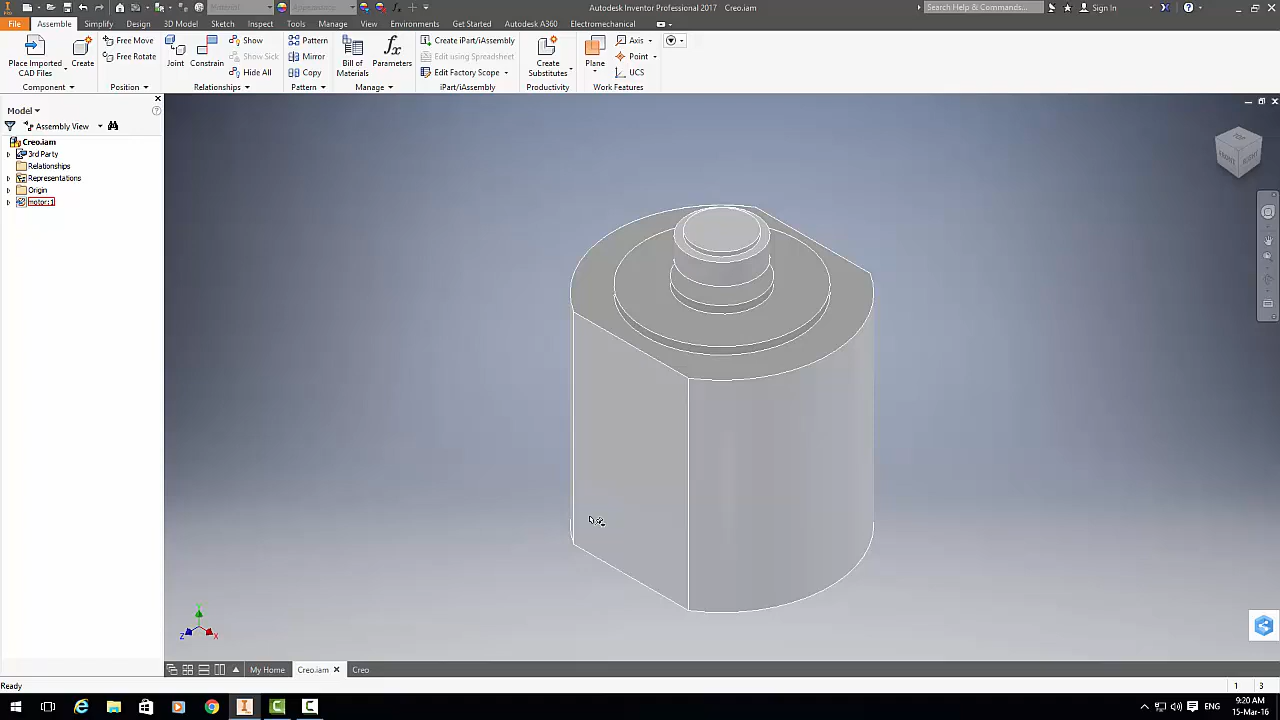 Autodesk Inventor Professional 2017
Creo.iam
Search Help & Commands...
Sign In
File
Assemble
Simplify
Design
3D Model
Sketch
Inspect
Tools
Manage
View
Environments
Get Started
Autodesk A360
Electromechanical
Place Imported
CAD Files
Create
Free Move
Free Rotate
Joint
Constrain
Show
Show Sick
Hide All
Pattern
Mirror
Copy
Bill of
Materials
Parameters
Create iPart/iAssembly
Edit using Spreadsheet
Edit Factory Scope
Create
Substitutes
Plane
Axis
Point
UCS
Component
Position
Relationships
Pattern
Manage
iPart/iAssembly
Productivity
Work Features
Model
Assembly View
Creo.iam
3rd Party
Relationships
Representations
Origin
motor:1
TOP
FRONT
RIGHT
Y
Z
X
My Home
Creo.iam
Creo
Ready
1
3
ENG
9:20 AM
15-Mar-16